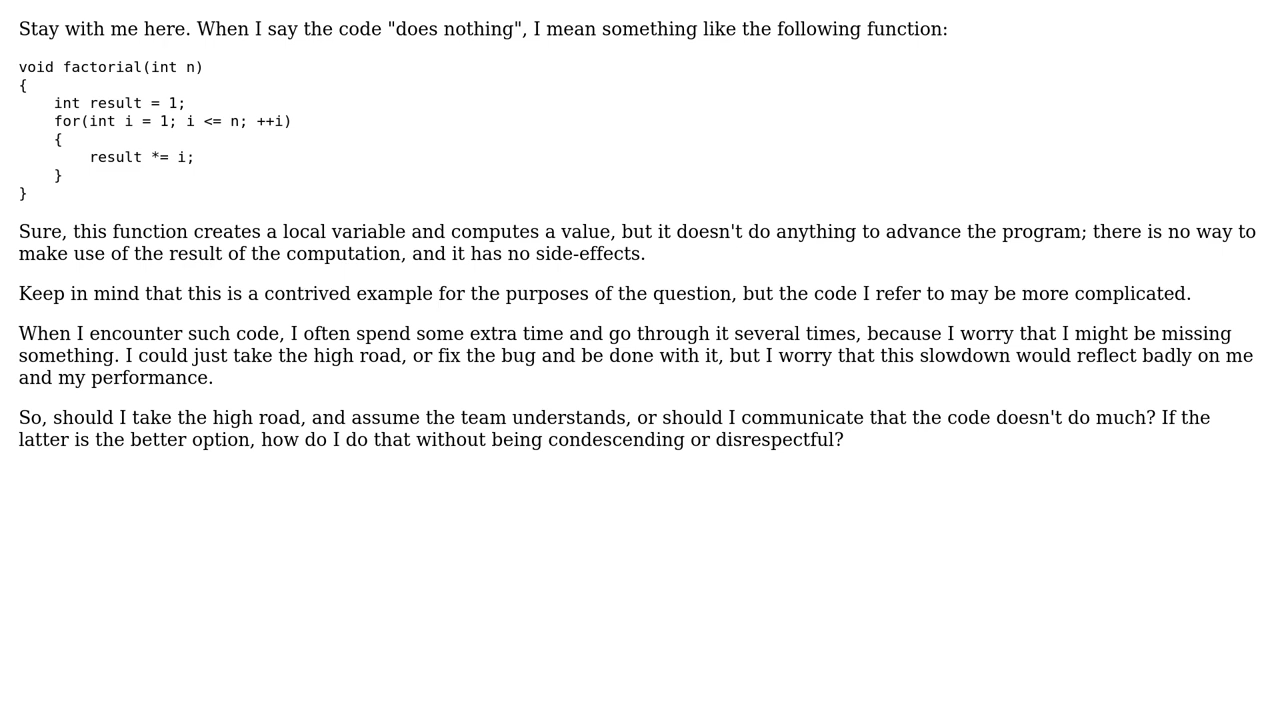 Stay with me here. When I say the code "does nothing", I mean something like the following function:
void factorial(int n)
{
    int result = 1;
    for(int i = 1; i <= n; ++i)
    {
        result *= i;
    }
}
Sure, this function creates a local variable and computes a value, but it doesn't do anything to advance the program; there is no way to
make use of the result of the computation, and it has no side-effects.
Keep in mind that this is a contrived example for the purposes of the question, but the code I refer to may be more complicated.
When I encounter such code, I often spend some extra time and go through it several times, because I worry that I might be missing
something. I could just take the high road, or fix the bug and be done with it, but I worry that this slowdown would reflect badly on me
and my performance.
So, should I take the high road, and assume the team understands, or should I communicate that the code doesn't do much? If the
latter is the better option, how do I do that without being condescending or disrespectful?